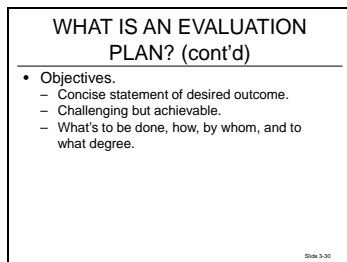 WHAT IS AN EVALUATION
PLAN? (cont'd)
• Objectives.
– Concise statement of desired outcome.
– Challenging but achievable.
– What's to be done, how, by whom, and to
what degree.
Slide 3-30